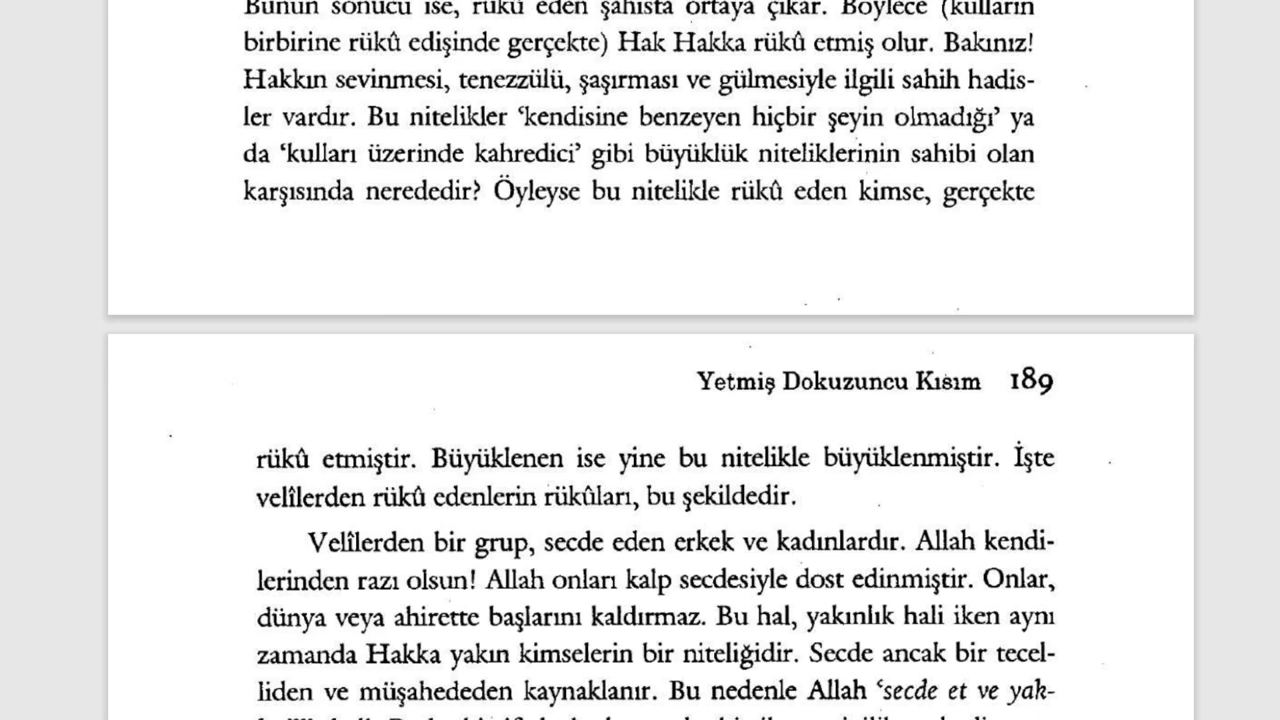 Bunun sonucu ise, rükû eden şahısta ortaya çıkar. Böylece (kulların
birbirine rükû edişinde gerçekte) Hak Hakka rükû etmiş olur. Bakınız!
Hakkın sevinmesi, tenezzülü, şaşırması ve gülmesiyle ilgili sahih hadis-
ler vardır. Bu nitelikler ‘kendisine benzeyen hiçbir şeyin olmadığı’ ya
da ‘kulları üzerinde kahredici’ gibi büyüklük niteliklerinin sahibi olan
karşısında nerededir? Öyleyse bu nitelikle rükû eden kimse, gerçekte
Yetmiş Dokuzuncu Kısım 189
rükû etmiştir. Büyüklenen ise yine bu nitelikle büyüklenmiştir. İşte
velîlerden rükû edenlerin rükûları, bu şekildedir.
Velîlerden bir grup, secde eden erkek ve kadınlardır. Allah kendi-
lerinden razı olsun! Allah onları kalp secdesiyle dost edinmiştir. Onlar,
dünya veya ahirette başlarını kaldırmaz. Bu hal, yakınlık hali iken aynı
zamanda Hakka yakın kimselerin bir niteliğidir. Secde ancak bir tecel-
liden ve müşahededen kaynaklanır. Bu nedenle Allah ‘secde et ve yak-